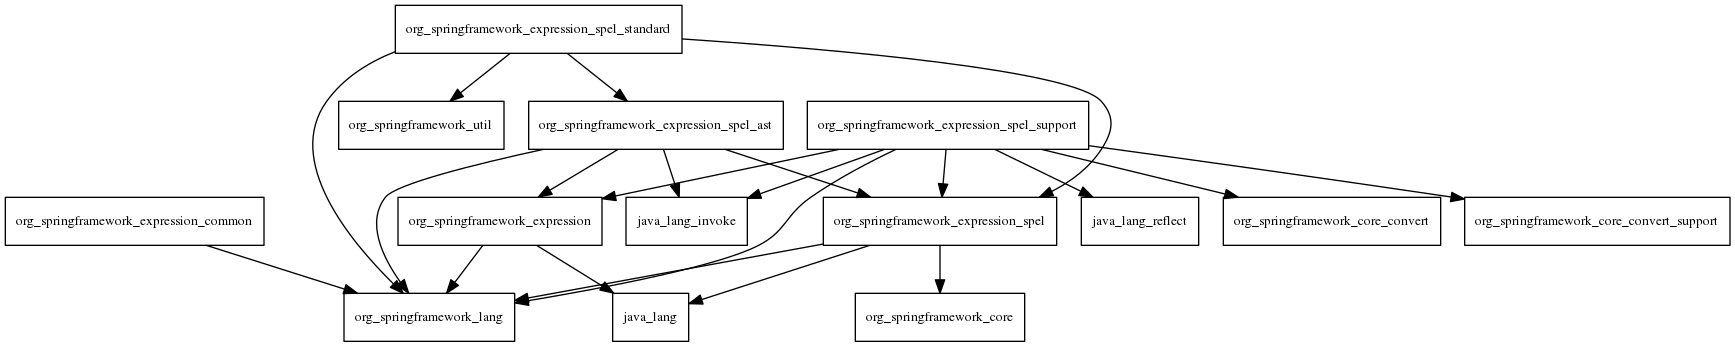 org_springframework_expression_spel_standard
org_springframework_util
org_springframework_expression_spel_ast
org_springframework_expression_spel_support
org_springframework_expression_common
org_springframework_expression
java_lang_invoke
org_springframework_expression_spel
java_lang_reflect
org_springframework_core_convert
org_springframework_core_convert_support
org_springframework_lang
java_lang
org_springframework_core